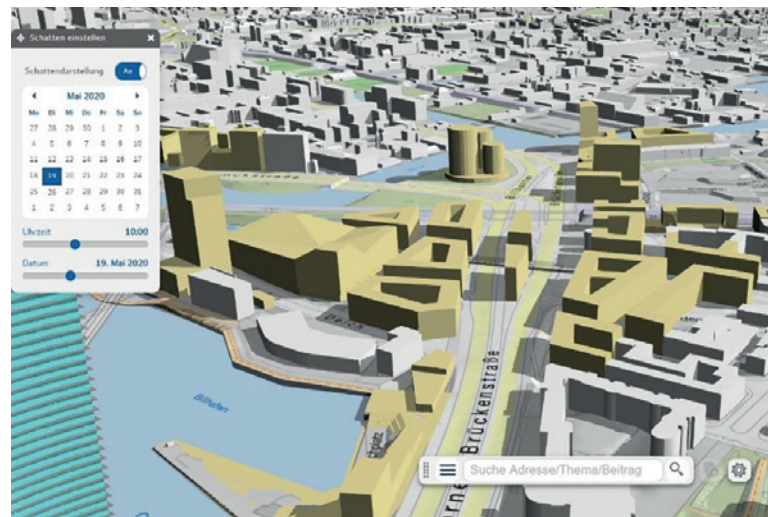 Schatten einstellen
Schattendarstellung An
Mai 2020
Mo Di Mi Do Fr Sa So
27 28 29 30 1 2 3
4 5 6 7 8 9 10
11 12 13 14 15 16 17
18 19 20 21 22 23 24
25 26 27 28 29 30 31
1 2 3 4 5 6 7
Uhrzeit 10:00
Datum 19. Mai 2020
Deich
Billhafen
Brückenstraße
Suche Adresse/Thema/Beitrag